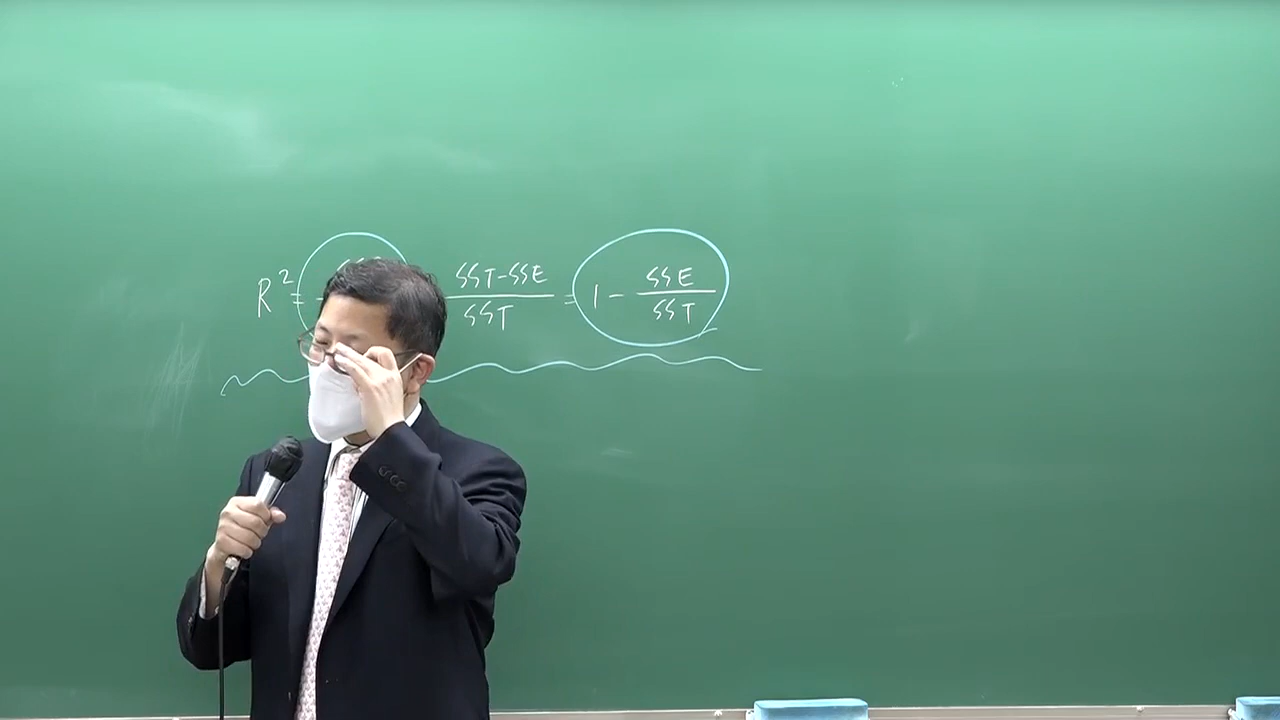 R² = SST-SSE / SST = 1 - SSE / SST